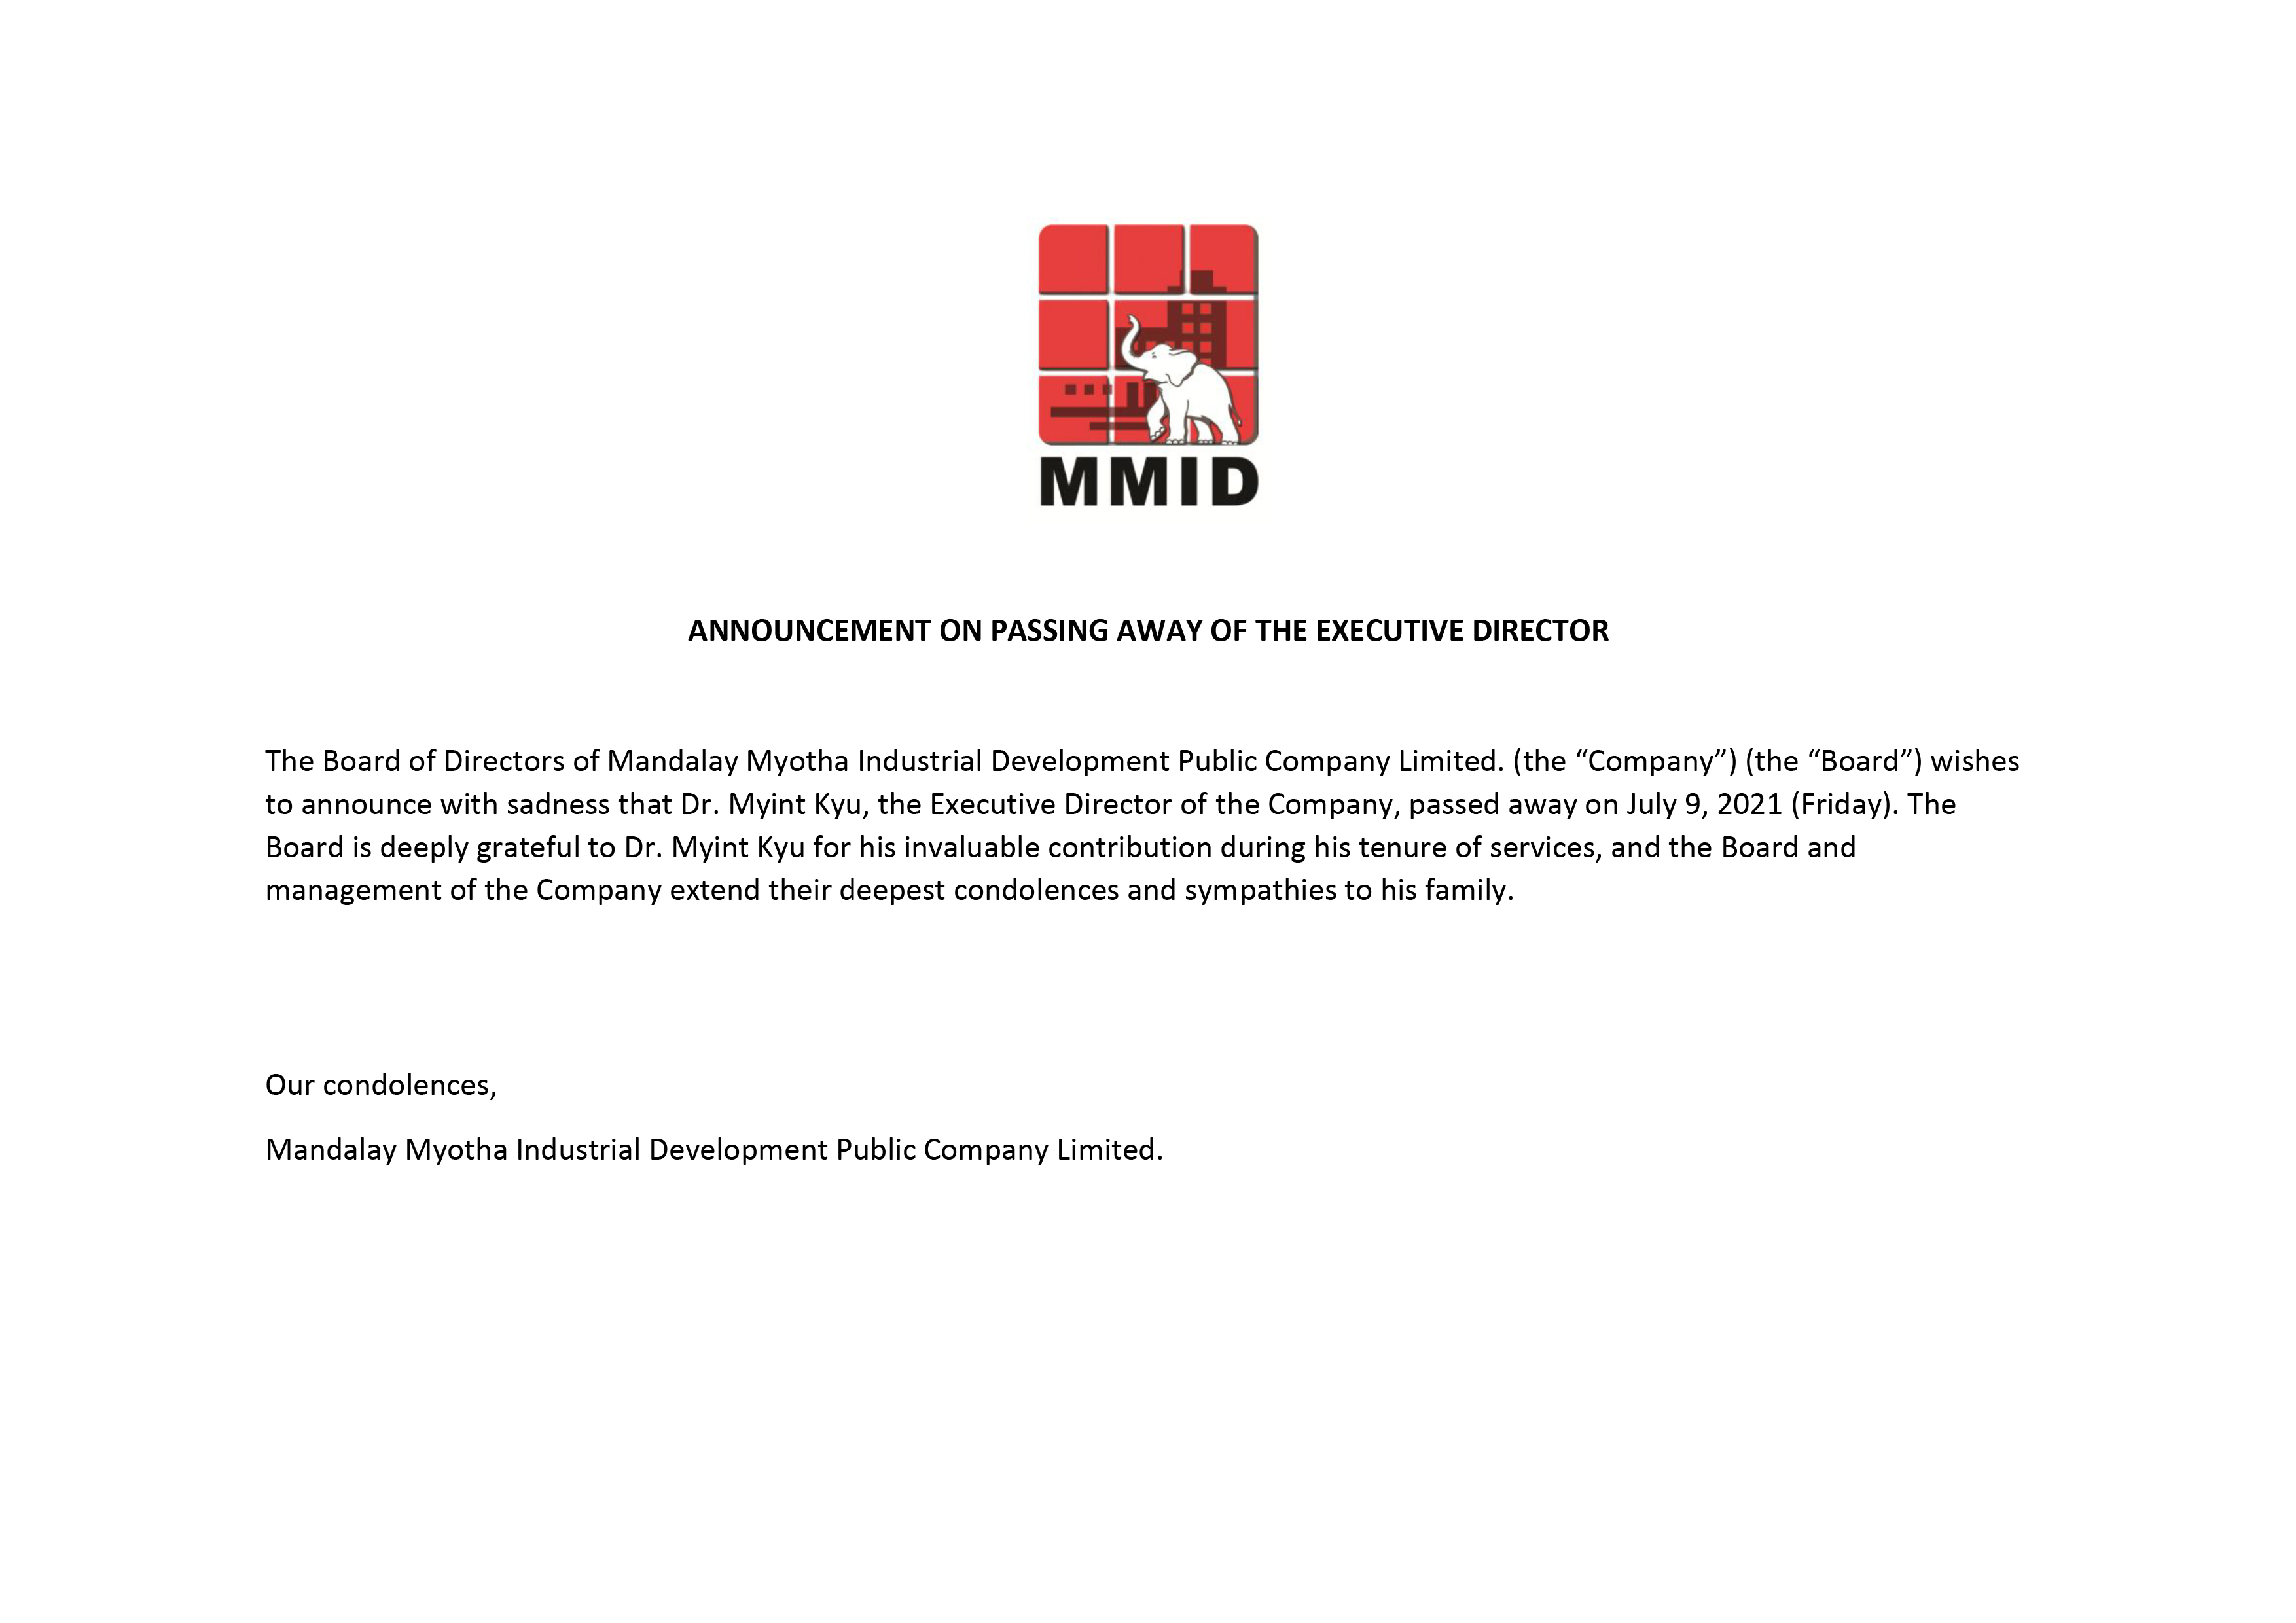 MMID
ANNOUNCEMENT ON PASSING AWAY OF THE EXECUTIVE DIRECTOR
The Board of Directors of Mandalay Myotha Industrial Development Public Company Limited. (the “Company”) (the “Board”) wishes
to announce with sadness that Dr. Myint Kyu, the Executive Director of the Company, passed away on July 9, 2021 (Friday). The
Board is deeply grateful to Dr. Myint Kyu for his invaluable contribution during his tenure of services, and the Board and
management of the Company extend their deepest condolences and sympathies to his family.
Our condolences,
Mandalay Myotha Industrial Development Public Company Limited.